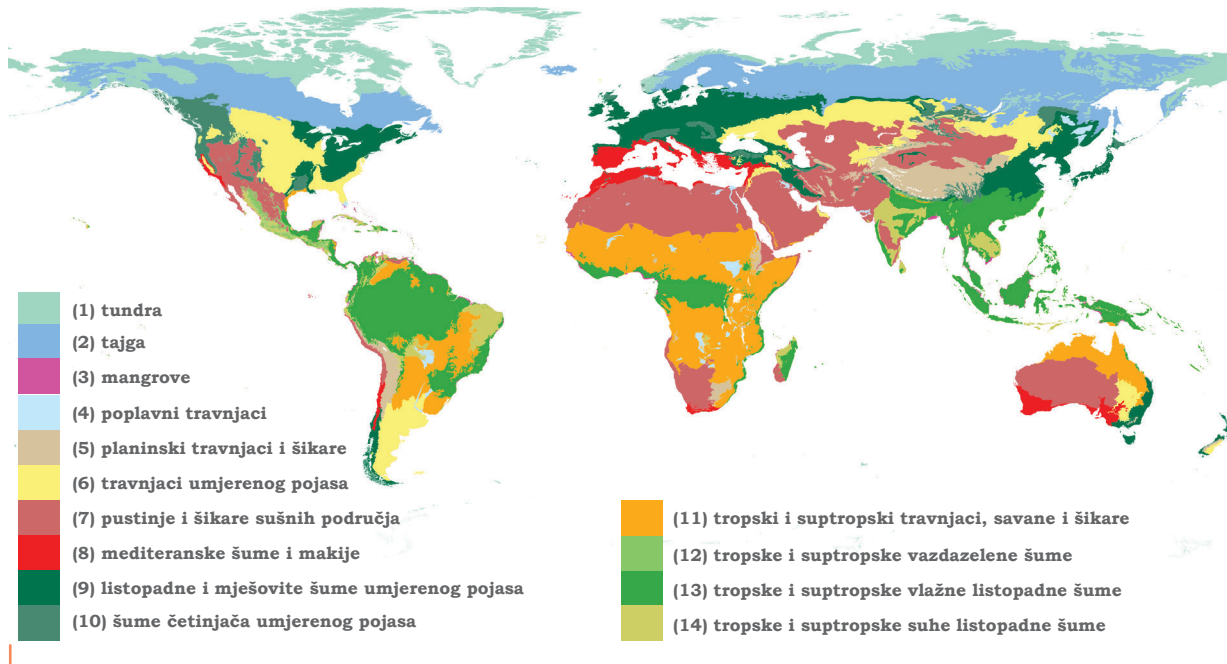 (1) tundra
(2) tajga
(3) mangrove
(4) poplavni travnjaci
(5) planinski travnjaci i šikare
(6) travnjaci umjerenog pojasa
(7) pustinje i šikare sušnih područja
(8) mediteranske šume i makije
(9) listopadne i mješovite šume umjerenog pojasa
(10) šume četinjača umjerenog pojasa
(11) tropski i suptropski travnjaci, savane i šikare
(12) tropske i suptropske vazdazelene šume
(13) tropske i suptropske vlažne listopadne šume
(14) tropske i suptropske suhe listopadne šume